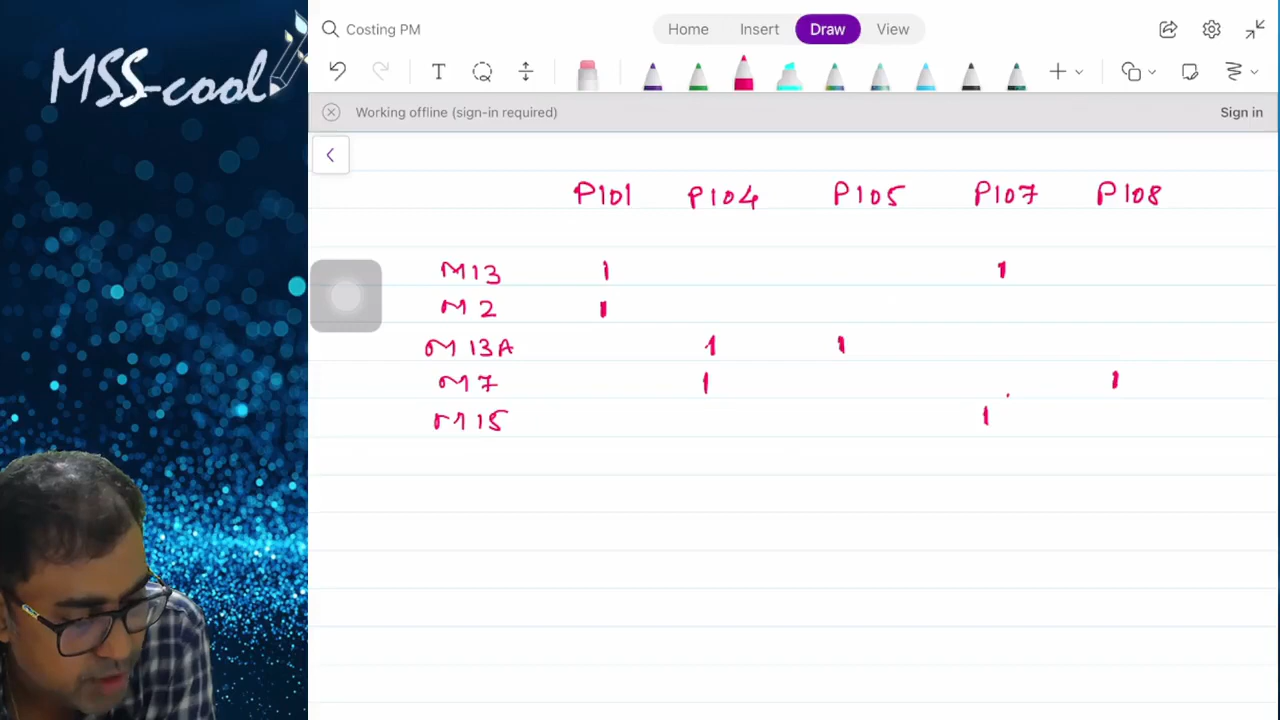 MSS-cool
Costing PM
Home Insert Draw View
T
Working offline (sign-in required) Sign in
P101 P104 P105 P107 P108
M13 1 1
M2 1
M13A 1 1
M7 1 1
M15 1